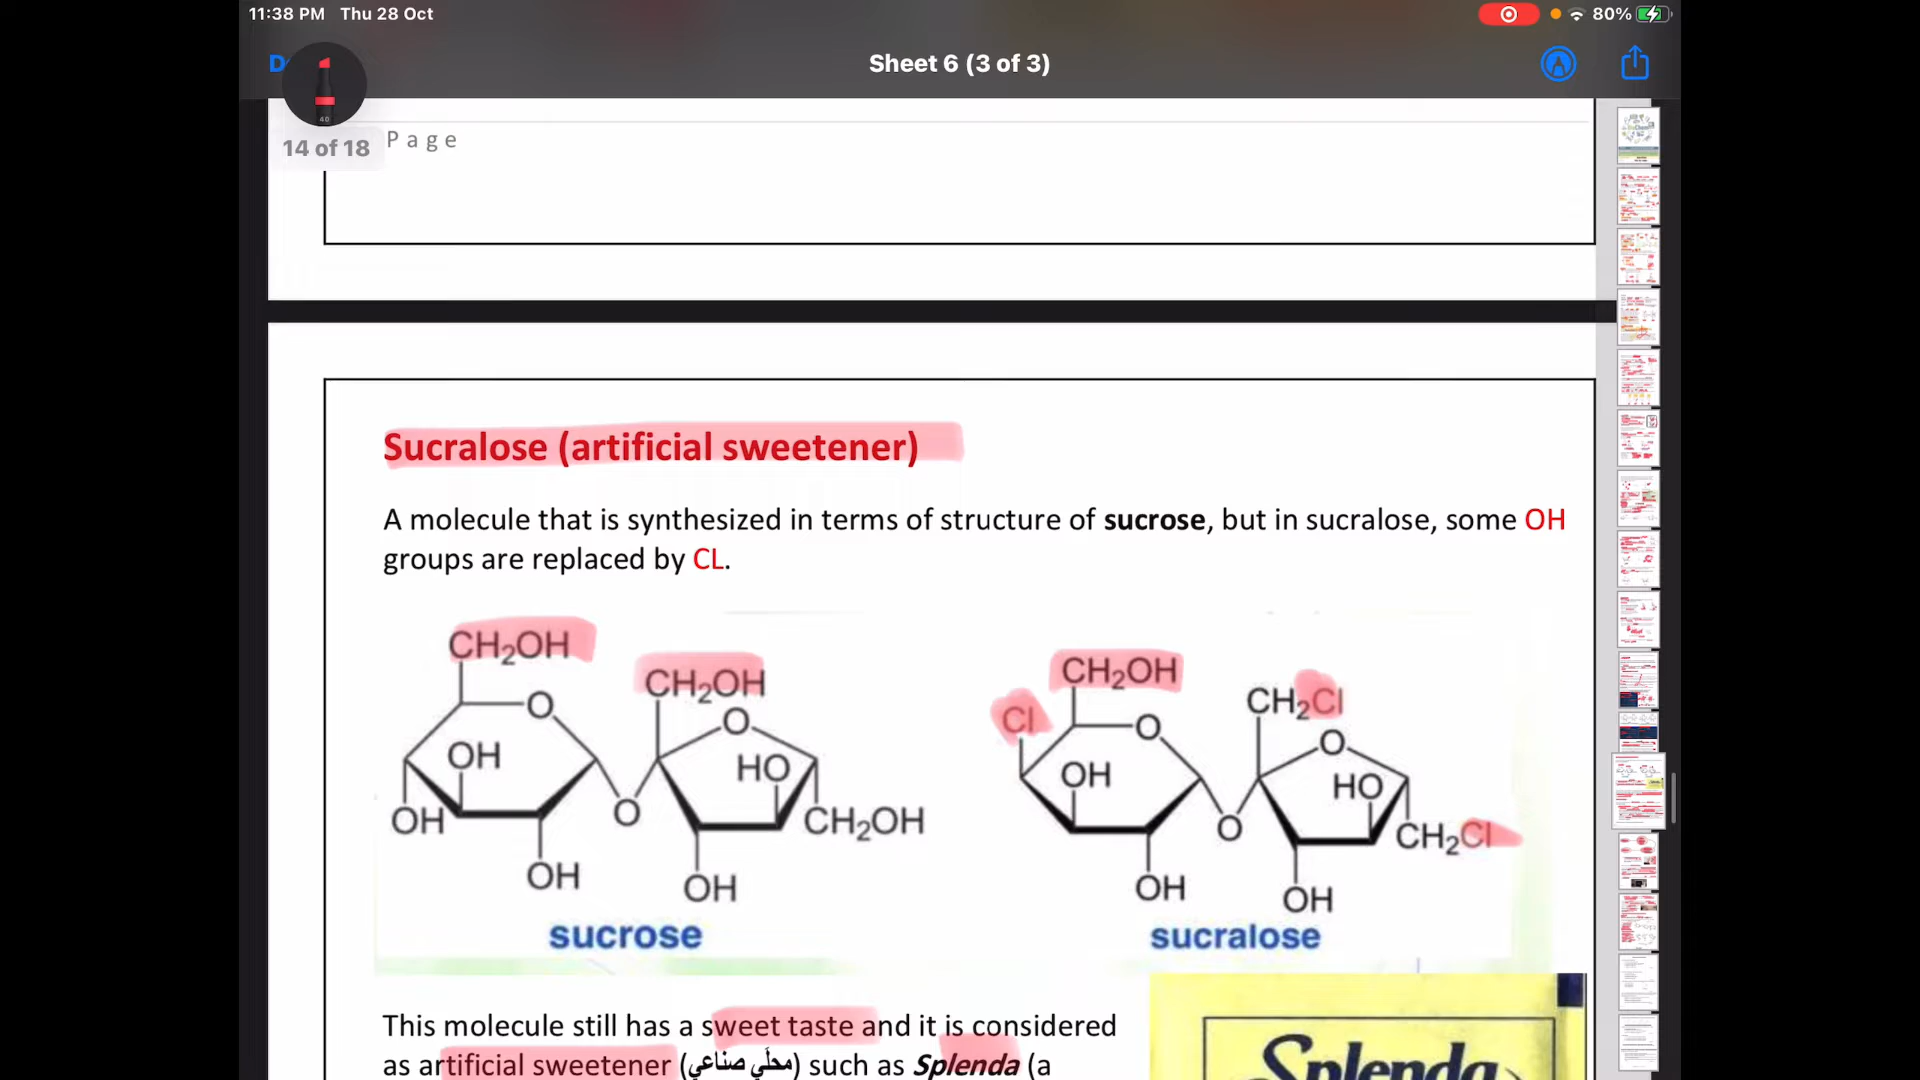 11:38 PM Thu 28 Oct
80%
Sheet 6 (3 of 3)
40
14 of 18
Page
Sucralose (artificial sweetener)
A molecule that is synthesized in terms of structure of sucrose, but in sucralose, some OH
groups are replaced by CL.
CH₂OH
CH₂OH
O
O
OH
HO
OH
O
CH₂OH
OH
OH
sucrose
CH₂OH
CH₂Cl
Cl
O
O
OH
HO
O
CH₂Cl
OH
OH
sucralose
This molecule still has a sweet taste and it is considered
as artificial sweetener (محلّي صناعي) such as Splenda (a
Splenda